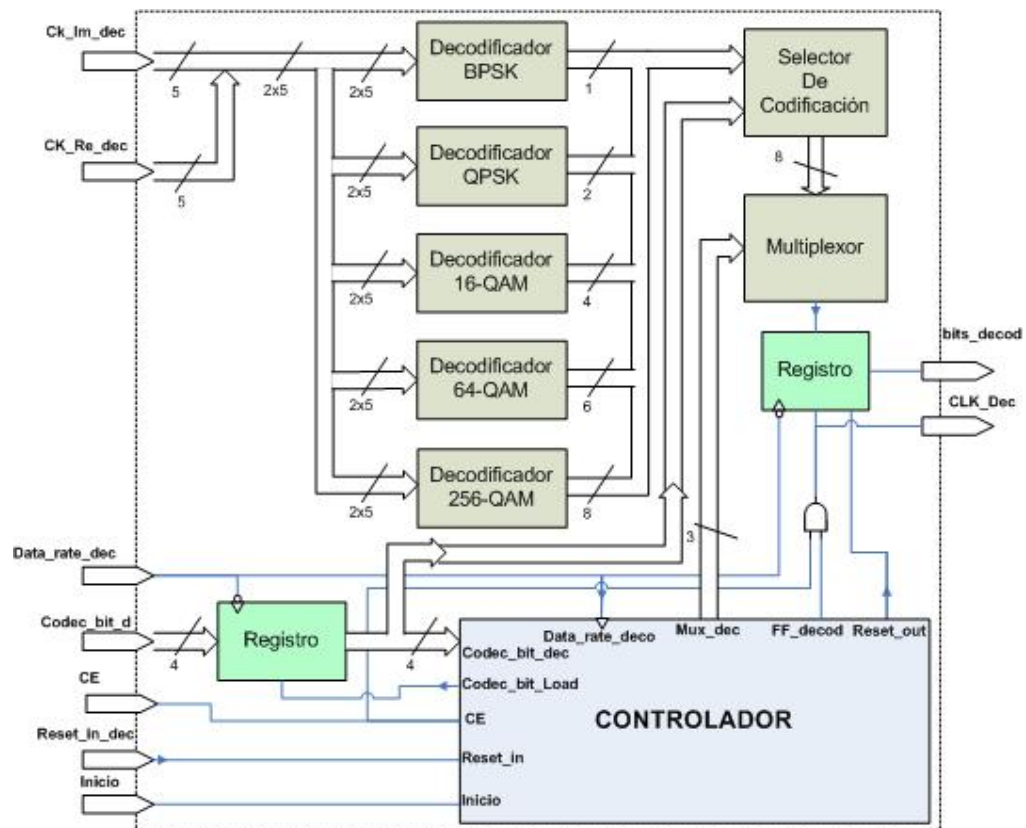 Ck_Im_dec
5
2x5
2x5
Decodificador
BPSK
1
Selector
De
Codificación
CK_Re_dec
5
2x5
Decodificador
QPSK
2
8
Multiplexor
2x5
Decodificador
16-QAM
4
bits_decod
Registro
2x5
Decodificador
64-QAM
6
CLK_Dec
2x5
Decodificador
256-QAM
8
3
Data_rate_dec
Codec_bit_d
4
Registro
4
Data_rate_deco
Mux_dec
FF_decod
Reset_out
Codec_bit_dec
CE
Codec_bit_Load
CE
CONTROLADOR
Reset_in_dec
Reset_in
Inicio
Inicio